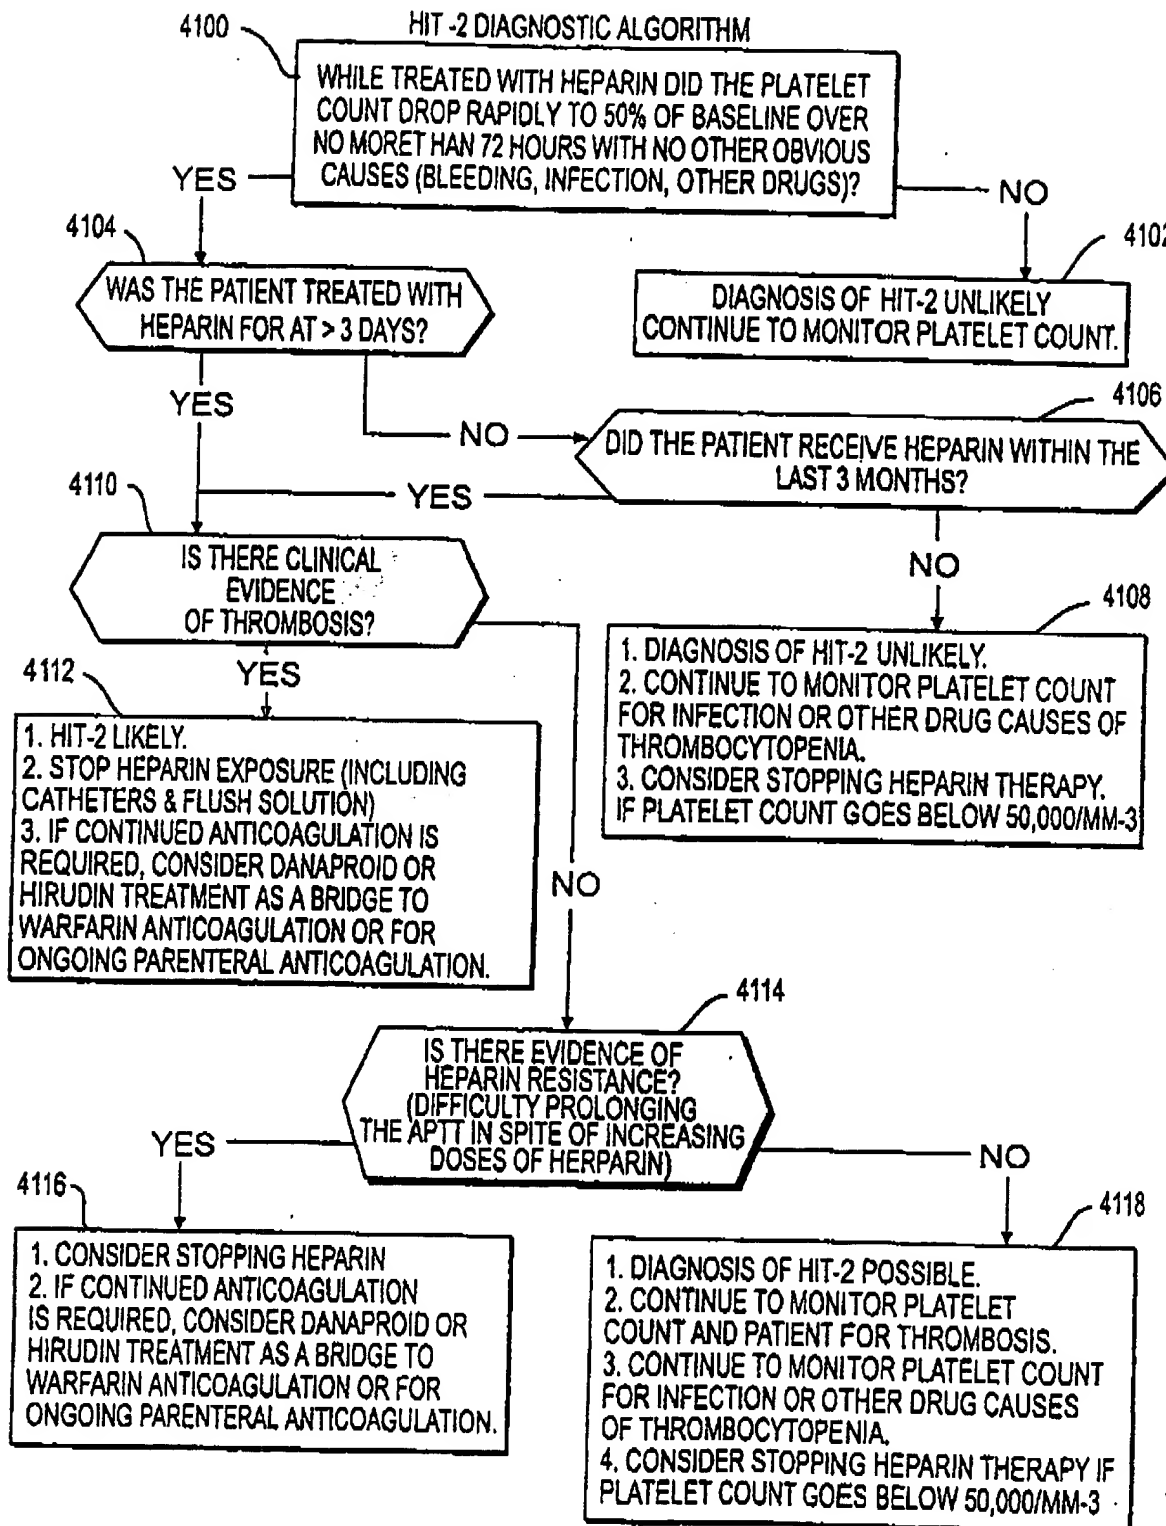 HIT -2 DIAGNOSTIC ALGORITHM
4100
WHILE TREATED WITH HEPARIN DID THE PLATELET
COUNT DROP RAPIDLY TO 50% OF BASELINE OVER
NO MORET HAN 72 HOURS WITH NO OTHER OBVIOUS
CAUSES (BLEEDING, INFECTION, OTHER DRUGS)?
YES
NO
4104
WAS THE PATIENT TREATED WITH
HEPARIN FOR AT > 3 DAYS?
4102
DIAGNOSIS OF HIT-2 UNLIKELY
CONTINUE TO MONITOR PLATELET COUNT.
YES
NO
4106
DID THE PATIENT RECEIVE HEPARIN WITHIN THE
LAST 3 MONTHS?
YES
NO
4110
IS THERE CLINICAL
EVIDENCE
OF THROMBOSIS?
4108
1. DIAGNOSIS OF HIT-2 UNLIKELY.
2. CONTINUE TO MONITOR PLATELET COUNT
FOR INFECTION OR OTHER DRUG CAUSES OF
THROMBOCYTOPENIA.
3. CONSIDER STOPPING HEPARIN THERAPY.
IF PLATELET COUNT GOES BELOW 50,000/MM-3
YES
4112
1. HIT-2 LIKELY.
2. STOP HEPARIN EXPOSURE (INCLUDING
CATHETERS & FLUSH SOLUTION)
3. IF CONTINUED ANTICOAGULATION IS
REQUIRED, CONSIDER DANAPROID OR
HIRUDIN TREATMENT AS A BRIDGE TO
WARFARIN ANTICOAGULATION OR FOR
ONGOING PARENTERAL ANTICOAGULATION.
NO
4114
IS THERE EVIDENCE OF
HEPARIN RESISTANCE?
(DIFFICULTY PROLONGING
THE APTT IN SPITE OF INCREASING
DOSES OF HERPARIN)
YES
NO
4116
1. CONSIDER STOPPING HEPARIN
2. IF CONTINUED ANTICOAGULATION
IS REQUIRED, CONSIDER DANAPROID OR
HIRUDIN TREATMENT AS A BRIDGE TO
WARFARIN ANTICOAGULATION OR FOR
ONGOING PARENTERAL ANTICOAGULATION.
4118
1. DIAGNOSIS OF HIT-2 POSSIBLE.
2. CONTINUE TO MONITOR PLATELET
COUNT AND PATIENT FOR THROMBOSIS.
3. CONTINUE TO MONITOR PLATELET COUNT
FOR INFECTION OR OTHER DRUG CAUSES
OF THROMBOCYTOPENIA.
4. CONSIDER STOPPING HEPARIN THERAPY IF
PLATELET COUNT GOES BELOW 50,000/MM-3